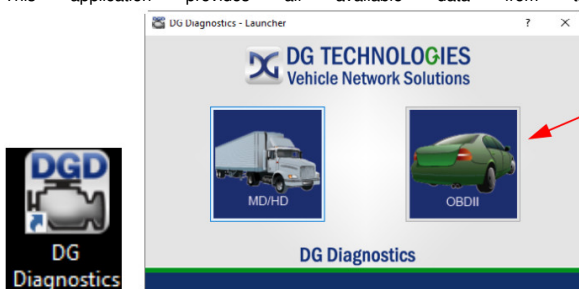 This application provides all available data from t
DG Diagnostics - Launcher
DG TECHNOLOGIES
Vehicle Network Solutions
MD/HD
OBDII
DG Diagnostics
DGD
DG
Diagnostics